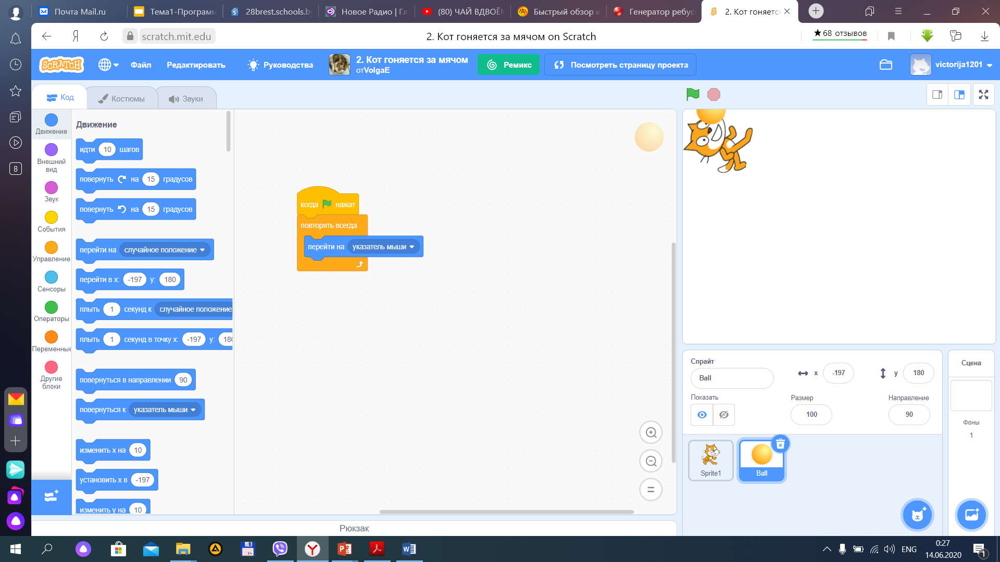 Почта Mail.ru
Тема1-Программ
28brest.schools.by
Новое Радио | Гл
(80) ЧАЙ ВДВОЁМ
Быстрый обзор и
Генератор ребус
2. Кот гоняется
scratch.mit.edu
2. Кот гоняется за мячом on Scratch
★68 отзывов
SCRATCH
Файл
Редактировать
Руководства
2. Кот гоняется за мячом
отVolgaE
Ремикс
Посмотреть страницу проекта
victorija1201
Код
Костюмы
Звуки
8
Движение
Внешний вид
Звук
События
Управление
Сенсоры
Операторы
Переменные
Другие блоки
Движение
идти 10 шагов
повернуть на 15 градусов
повернуть на 15 градусов
перейти на случайное положение
перейти в x: -197 y: 180
плыть 1 секунд к случайное положение
плыть 1 секунд в точку x: -197 y: 180
повернуться в направлении 90
повернуться к указатель мыши
изменить x на 10
установить x в -197
изменить y на 10
когда нажат
повторять всегда
перейти на указатель мыши
=
Рюкзак
Спрайт
Ball
x -197
y 180
Показать
Размер
100
Направление
90
Sprite1
Ball
Сцена
Фоны
1
ENG
0:27
14.06.2020
1